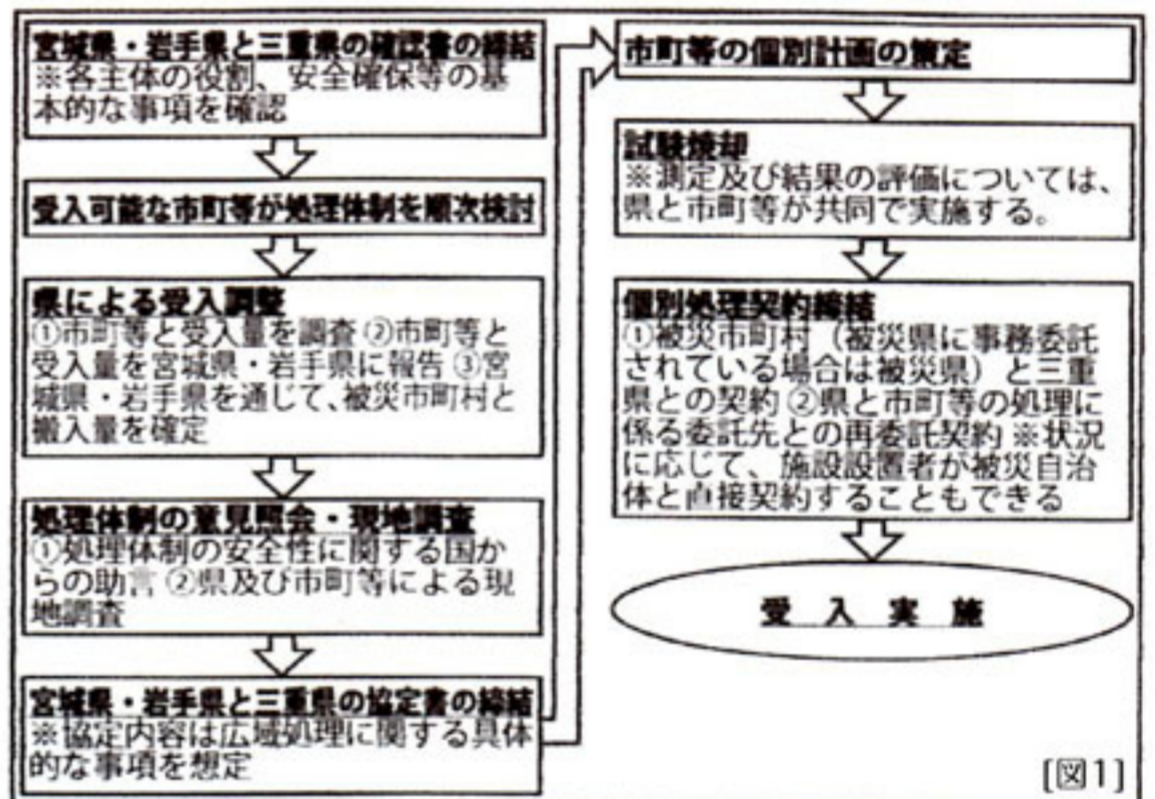 宮城県・岩手県と三重県の確認書の締結
※各主体の役割、安全確保等の基
本的な事項を確認
受入可能な市町等が処理体制を順次検討
県による受入調整
①市町等と受入量を調査 ②市町等と
受入量を宮城県・岩手県に報告 ③宮
城県・岩手県を通じて、被災市町村と
搬入量を確定
処理体制の意見照会・現地調査
①処理体制の安全性に関する国か
らの助言 ②県及び市町等による現
地調査
宮城県・岩手県と三重県の協定書の締結
※協定内容は広域処理に関する具体
的な事項を想定
市町等の個別計画の策定
試験焼却
※測定及び結果の評価については、
県と市町等が共同で実施する。
個別処理契約締結
①被災市町村（被災県に事務委託
されている場合は被災県）と三重
県との契約 ②県と市町等の処理に
係る委託先との再委託契約 ※状況
に応じて、施設設置者が被災自治
体と直接契約することもできる
受 入 実 施
[図1]